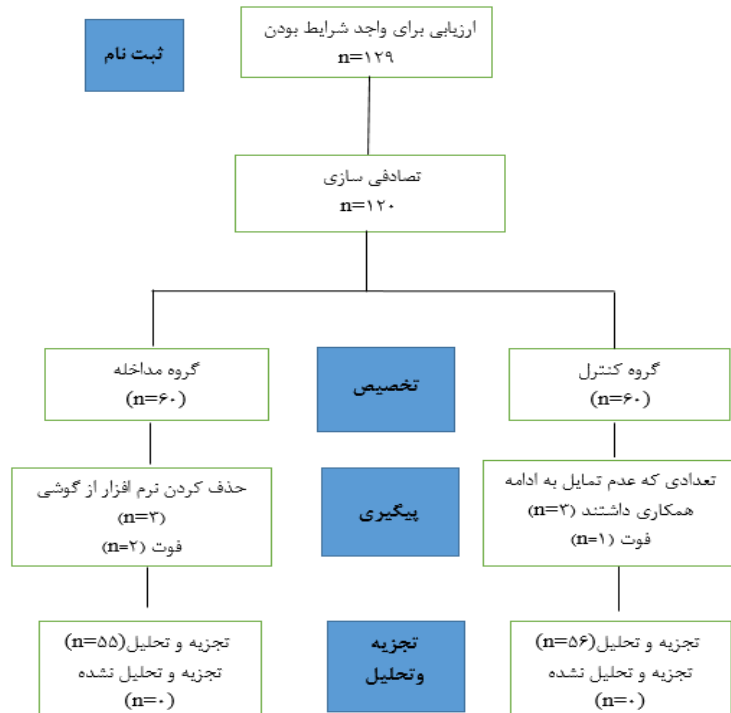 ثبت نام
ارزیابی برای واجد شرایط بودن
n=۱۲۹
تصادفی سازی
n=۱۲۰
گروه کنترل
(n=۶۰)
تخصیص
گروه مداخله
(n=۶۰)
تعدادی که عدم تمایل به ادامه
همکاری داشتند (n=۳)
فوت (n=۱)
پیگیری
حذف کردن نرم افزار از گوشی
(n=۳)
فوت (n=۲)
تجزیه و تحلیل(n=۵۶)
تجزیه و تحلیل نشده
(n=۰)
تجزیه
وتحلیل
تجزیه و تحلیل(n=۵۵)
تجزیه و تحلیل نشده
(n=۰)